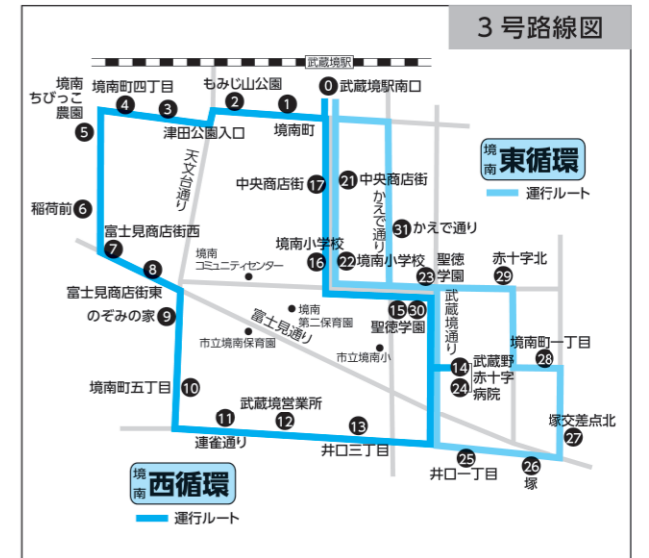 3号路線図
武蔵境駅
0 武蔵境駅南口
境南
ちびっこ
農園
5
境南町四丁目
4
3
津田公園入口
もみじ山公園
2
1
境南町
天文台通り
中央商店街
17
21 中央商店街
かえで通り
31 かえで通り
境南
東循環
運行ルート
稲荷前 6
富士見商店街西
7
8
富士見商店街東
境南
コミュニティセンター
境南小学校
16
22 境南小学校
23 聖徳
学園
赤十字北
29
のぞみの家 9
境南
第二保育園
富士見通り
市立境南保育園
15 30
聖徳学園
武蔵境通り
市立境南小
境南町一丁目
28
14 武蔵野
赤十字
24 病院
境南町五丁目 10
武蔵境営業所
11
12
13
連雀通り
井口三丁目
塚交差点北
27
25
井口一丁目
26
塚
境南
西循環
運行ルート